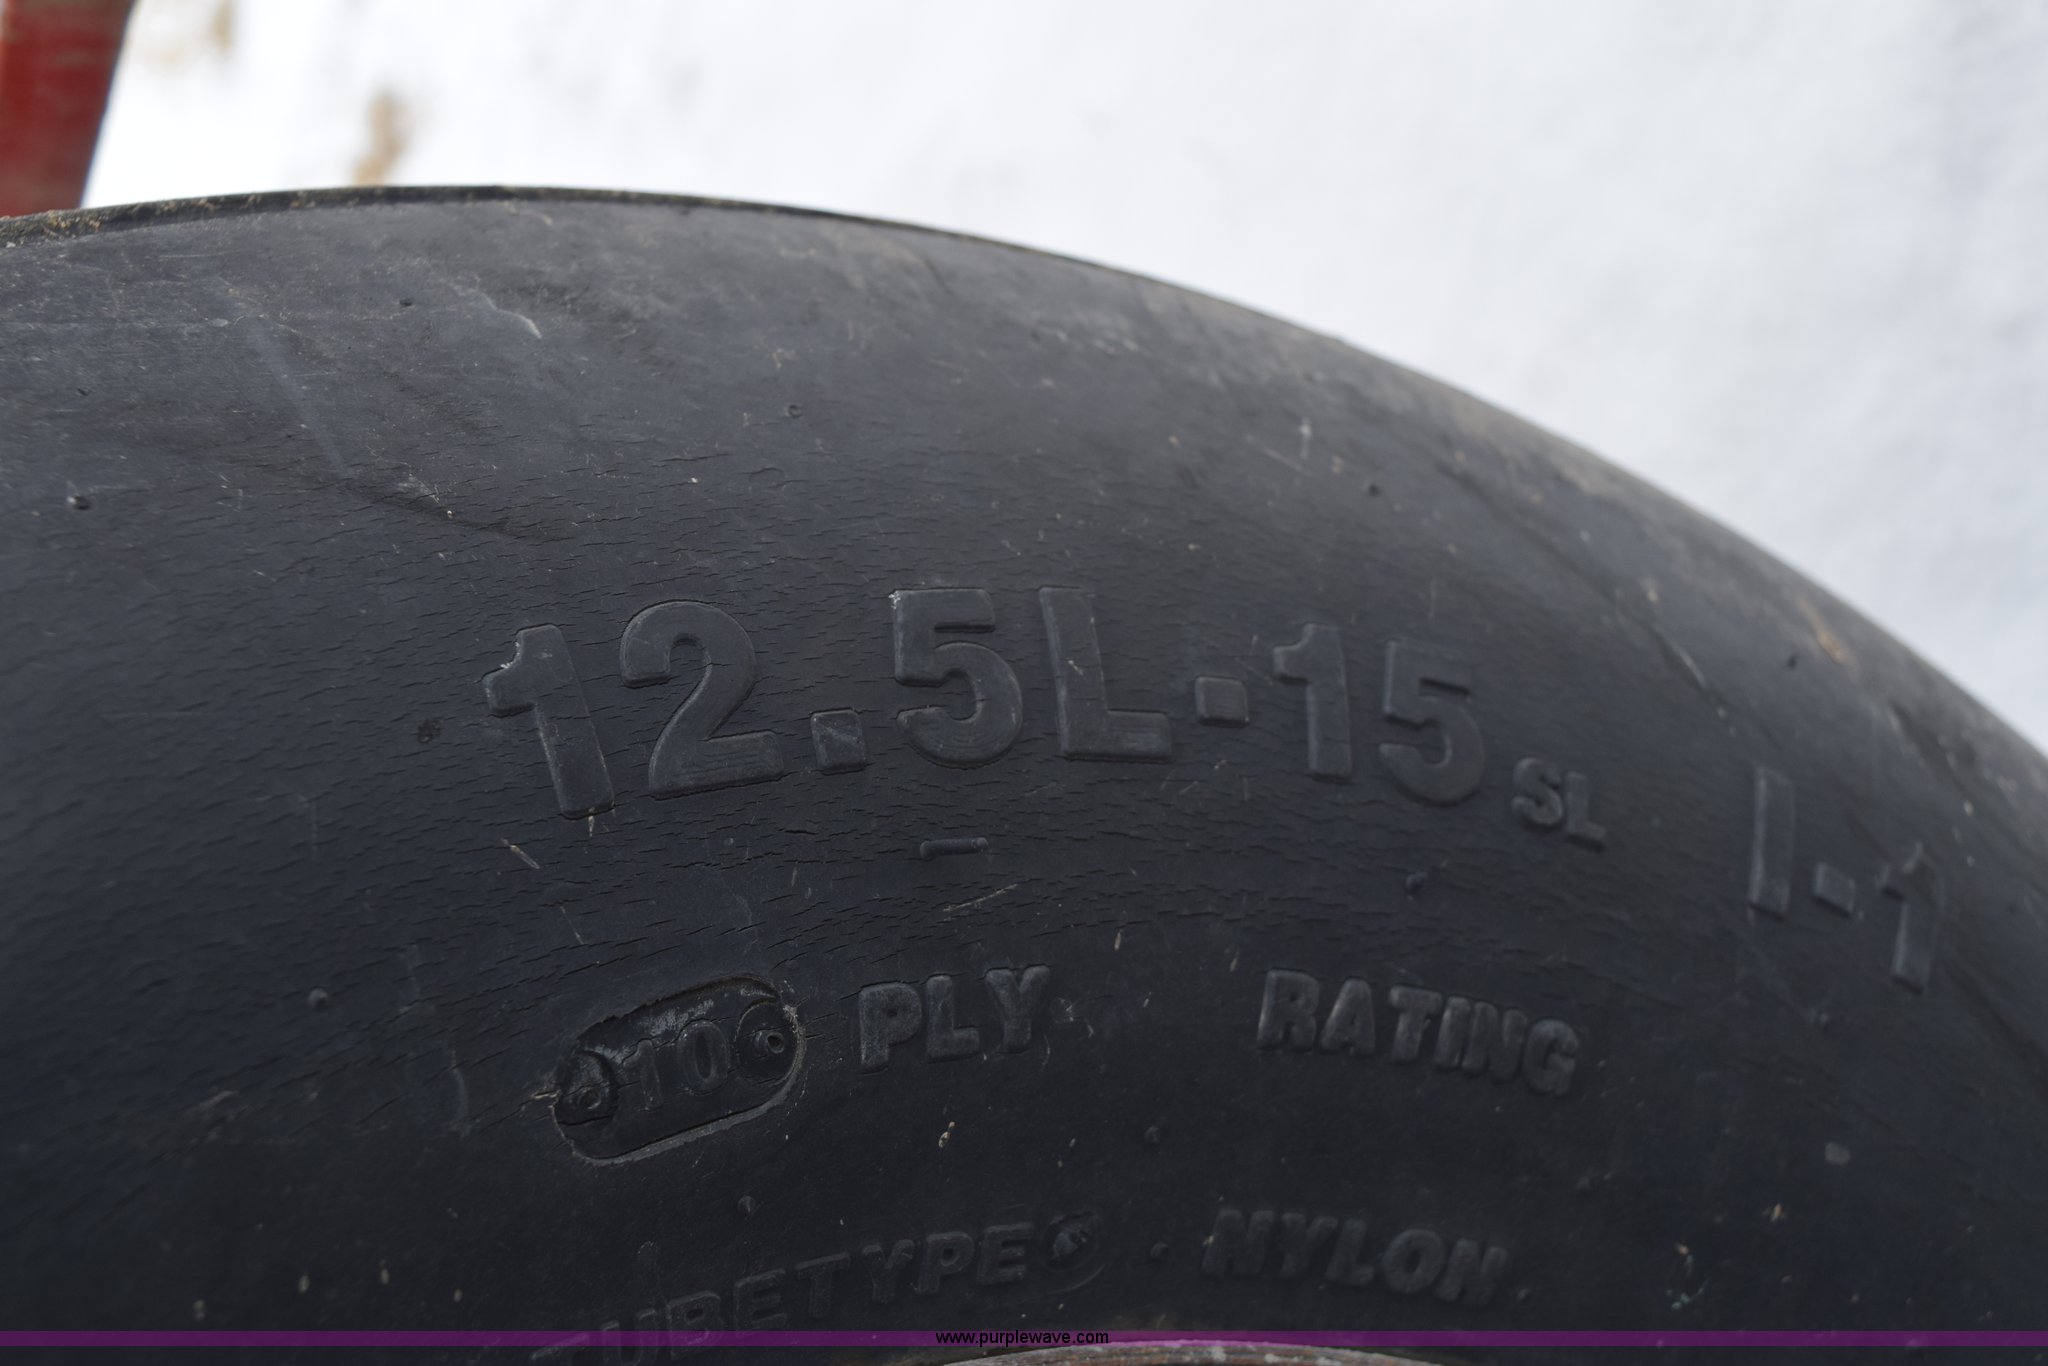 12.5L-15 SL I-1
10 PLY RATING
TUBETYPE NYLON
www.purplewave.com